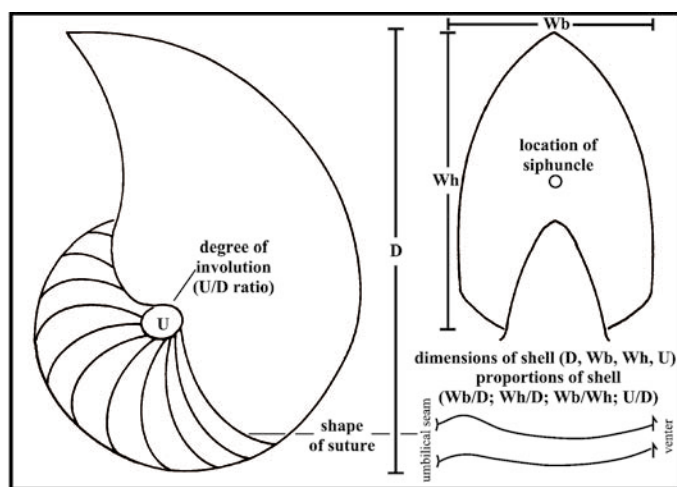 Wb
location of
siphuncle
Wh
D
degree of
involution
(U/D ratio)
U
dimensions of shell (D, Wb, Wh, U)
proportions of shell
(Wb/D; Wh/D; Wb/Wh; U/D)
shape
of suture
umbilical seam
venter